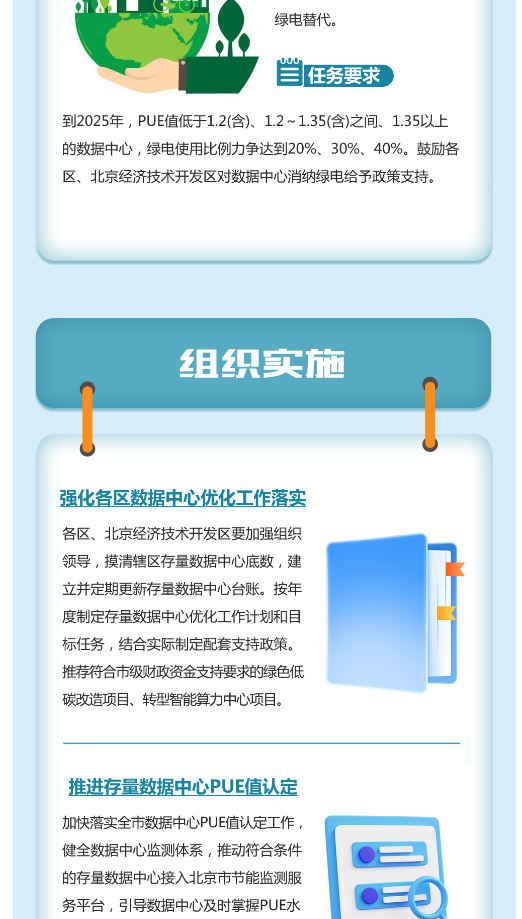 绿电替代。
任务要求
到2025年，PUE值低于1.2(含)、1.2～1.35(含)之间、1.35以上
的数据中心，绿电使用比例力争达到20%、30%、40%。鼓励各
区、北京经济技术开发区对数据中心消纳绿电给予政策支持。
组织实施
强化各区数据中心优化工作落实
各区、北京经济技术开发区要加强组织
领导，摸清辖区存量数据中心底数，建
立并定期更新存量数据中心台账。按年
度制定存量数据中心优化工作计划和目
标任务，结合实际制定配套支持政策。
推荐符合市级财政资金支持要求的绿色低
碳改造项目、转型智能算力中心项目。
推进存量数据中心PUE值认定
加快落实全市数据中心PUE值认定工作，
健全数据中心监测体系，推动符合条件
的存量数据中心接入北京市节能监测服
务平台，引导数据中心及时掌握PUE水